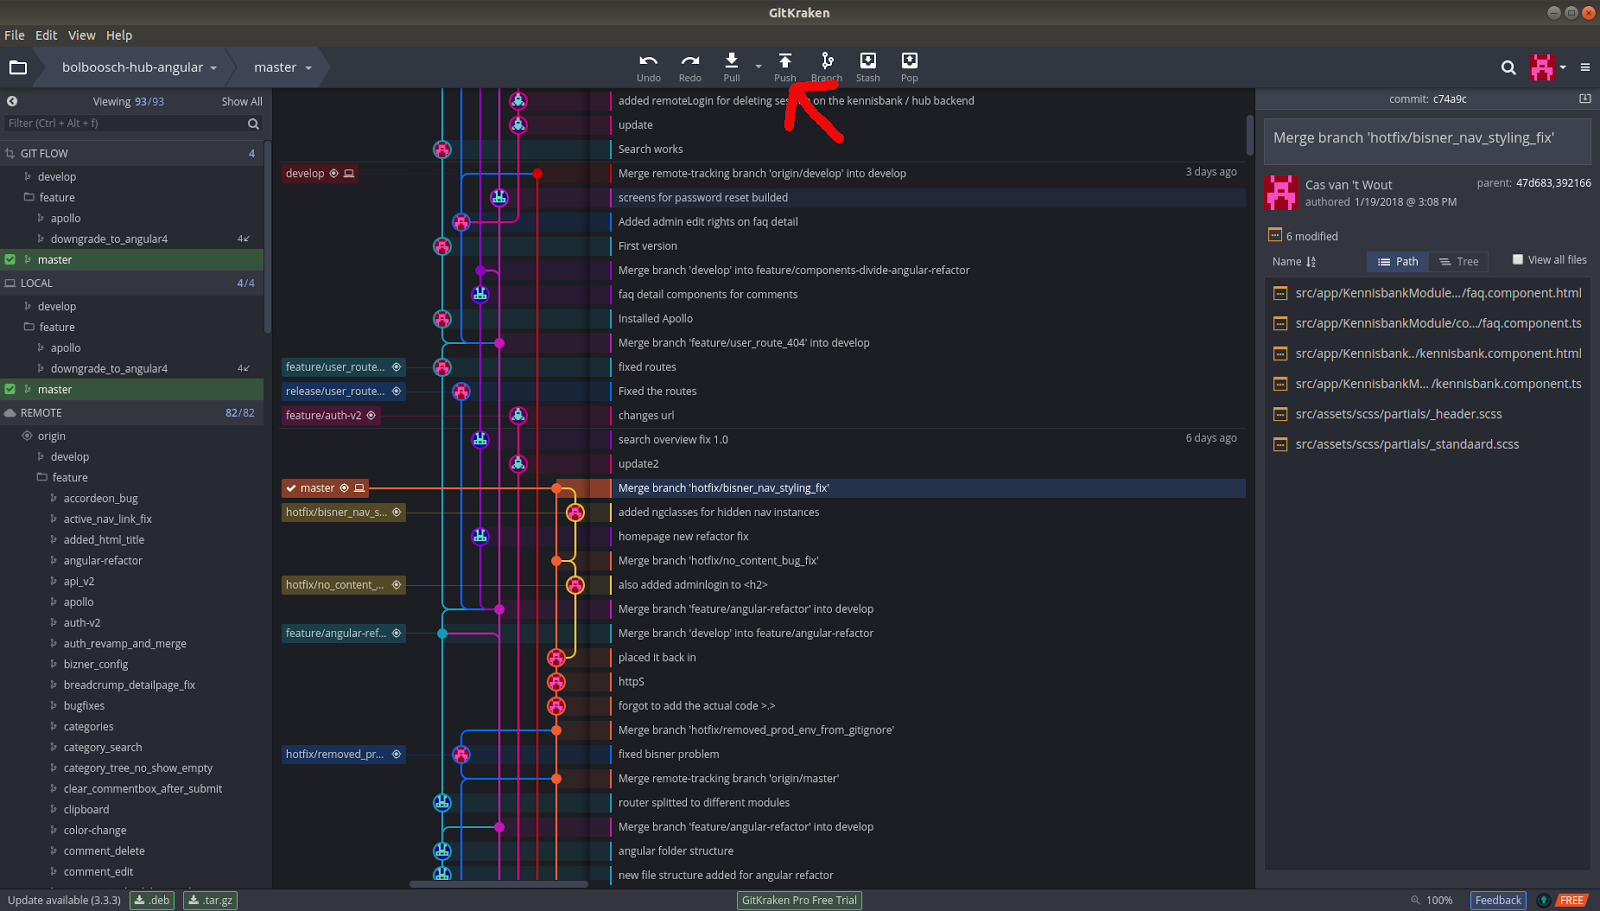 GitKraken
File Edit View Help
bolboosch-hub-angular master
Undo Redo Pull Push Branch Stash Pop
Viewing 93/93 Show All
Filter (Ctrl + Alt + f)
GIT FLOW 4
develop
feature
apollo
downgrade_to_angular4 4↙
master
LOCAL 4/4
develop
feature
apollo
downgrade_to_angular4 4↙
master
REMOTE 82/82
origin
develop
feature
accordeon_bug
active_nav_link_fix
added_html_title
angular-refactor
api_v2
apollo
auth-v2
auth_revamp_and_merge
bizner_config
breadcrump_detailpage_fix
bugfixes
categories
category_search
category_tree_no_show_empty
clear_commentbox_after_submit
clipboard
color-change
comment_delete
comment_edit
added remoteLogin for deleting on the kennisbank / hub backend
update
Search works
develop Merge remote-tracking branch 'origin/develop' into develop 3 days ago
screens for password reset builded
Added admin edit rights on faq detail
First version
Merge branch 'develop' into feature/components-divide-angular-refactor
faq detail components for comments
Installed Apollo
Merge branch 'feature/user_route_404' into develop
feature/user_route... fixed routes
release/user_route... Fixed the routes
feature/auth-v2 changes url
search overview fix 1.0 6 days ago
update2
master Merge branch 'hotfix/bisner_nav_styling_fix'
hotfix/bisner_nav_s... added ngclasses for hidden nav instances
homepage new refactor fix
Merge branch 'hotfix/no_content_bug_fix'
hotfix/no_content_... also added adminlogin to <h2>
Merge branch 'feature/angular-refactor' into develop
feature/angular-ref... Merge branch 'develop' into feature/angular-refactor
placed it back in
httpS
forgot to add the actual code >.>
Merge branch 'hotfix/removed_prod_env_from_gitignore'
hotfix/removed_pr... fixed bisner problem
Merge remote-tracking branch 'origin/master'
router splitted to different modules
Merge branch 'feature/angular-refactor' into develop
angular folder structure
new file structure added for angular refactor
commit: c74a9c
Merge branch 'hotfix/bisner_nav_styling_fix'
Cas van 't Wout parent: 47d683,392166
authored 1/19/2018 @ 3:08 PM
6 modified
Name Path Tree View all files
src/app/KennisbankModule.../faq.component.html
src/app/KennisbankModule/co.../faq.component.ts
src/app/Kennisbank../kennisbank.component.html
src/app/KennisbankM... /kennisbank.component.ts
src/assets/scss/partials/_header.scss
src/assets/scss/partials/_standaard.scss
Update available (3.3.3) .deb .tar.gz GitKraken Pro Free Trial 100% Feedback FREE